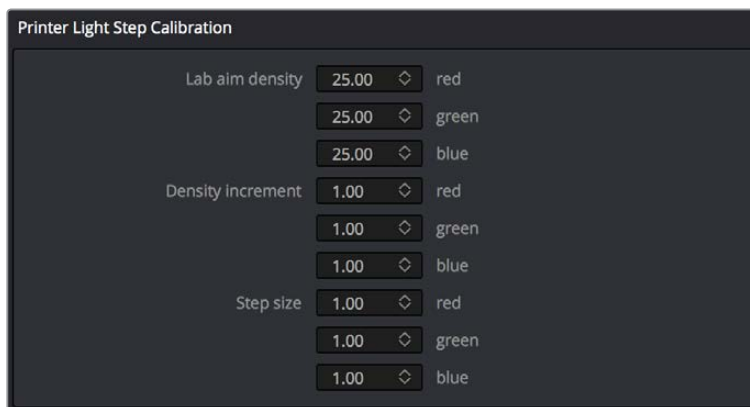 Printer Light Step Calibration
Lab aim density 25.00 red
25.00 green
25.00 blue
Density increment 1.00 red
1.00 green
1.00 blue
Step size 1.00 red
1.00 green
1.00 blue